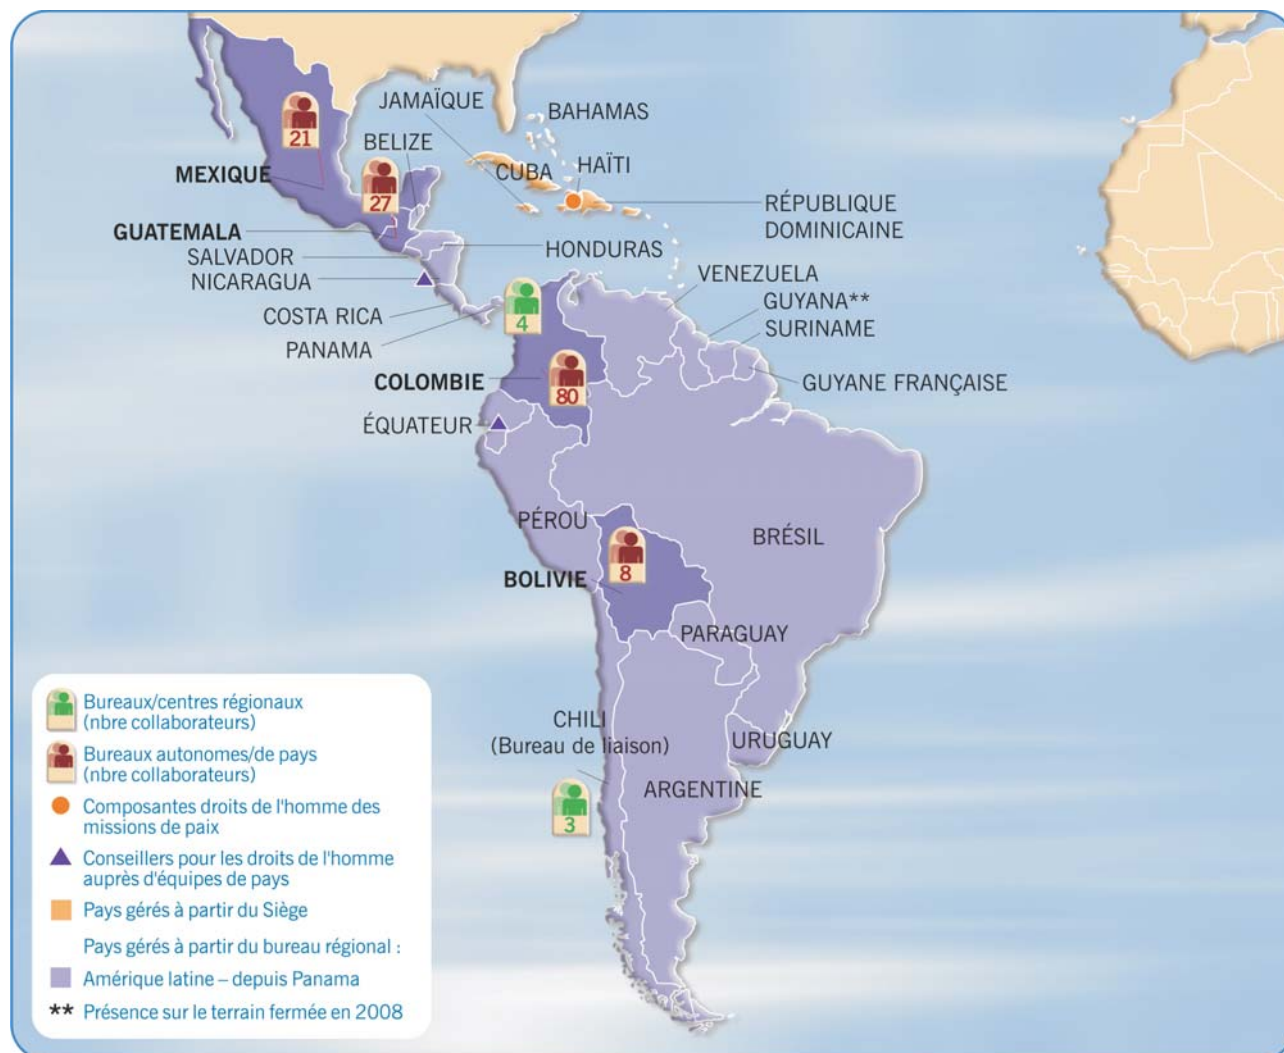 JAMAÏQUE
BAHAMAS
21
BELIZE
CUBA
HAÏTI
MEXIQUE
27
RÉPUBLIQUE
DOMINICAINE
GUATEMALA
SALVADOR
HONDURAS
NICARAGUA
VENEZUELA
GUYANA**
COSTA RICA
4
SURINAME
PANAMA
COLOMBIE
80
GUYANE FRANÇAISE
ÉQUATEUR
PÉROU
BRÉSIL
8
BOLIVIE
PARAGUAY
CHILI
(Bureau de liaison)
URUGUAY
ARGENTINE
3
Bureaux/centres régionaux
(nbre collaborateurs)
Bureaux autonomes/de pays
(nbre collaborateurs)
Composantes droits de l'homme des
missions de paix
Conseillers pour les droits de l'homme
auprès d'équipes de pays
Pays gérés à partir du Siège
Pays gérés à partir du bureau régional :
Amérique latine – depuis Panama
** Présence sur le terrain fermée en 2008